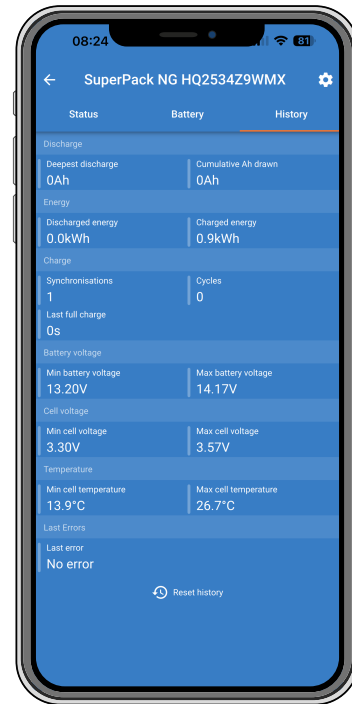 08:24
81
SuperPack NG HQ2534Z9WMX
Status Battery History
Discharge
Deepest discharge Cumulative Ah drawn
0Ah 0Ah
Energy
Discharged energy Charged energy
0.0kWh 0.9kWh
Charge
Synchronisations Cycles
1 0
Last full charge
0s
Battery voltage
Min battery voltage Max battery voltage
13.20V 14.17V
Cell voltage
Min cell voltage Max cell voltage
3.30V 3.57V
Temperature
Min cell temperature Max cell temperature
13.9°C 26.7°C
Last Errors
Last error
No error
Reset history